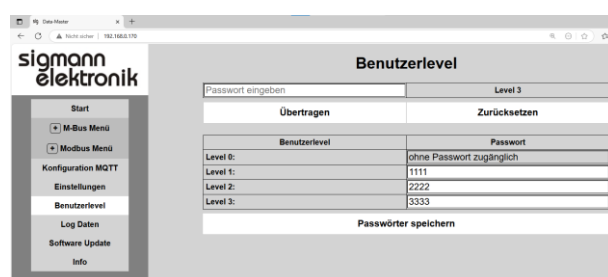 Data-Master
Nicht sicher 192.168.0.170
sigmann
elektronik
Benutzerlevel
Passwort eingeben Level 3
Übertragen Zurücksetzen
Start
M-Bus Menü
Modbus Menü
Konfiguration MQTT
Einstellungen
Benutzerlevel
Log Daten
Software Update
Info
Benutzerlevel Passwort
Level 0: ohne Passwort zugänglich
Level 1: 1111
Level 2: 2222
Level 3: 3333
Passwörter speichern